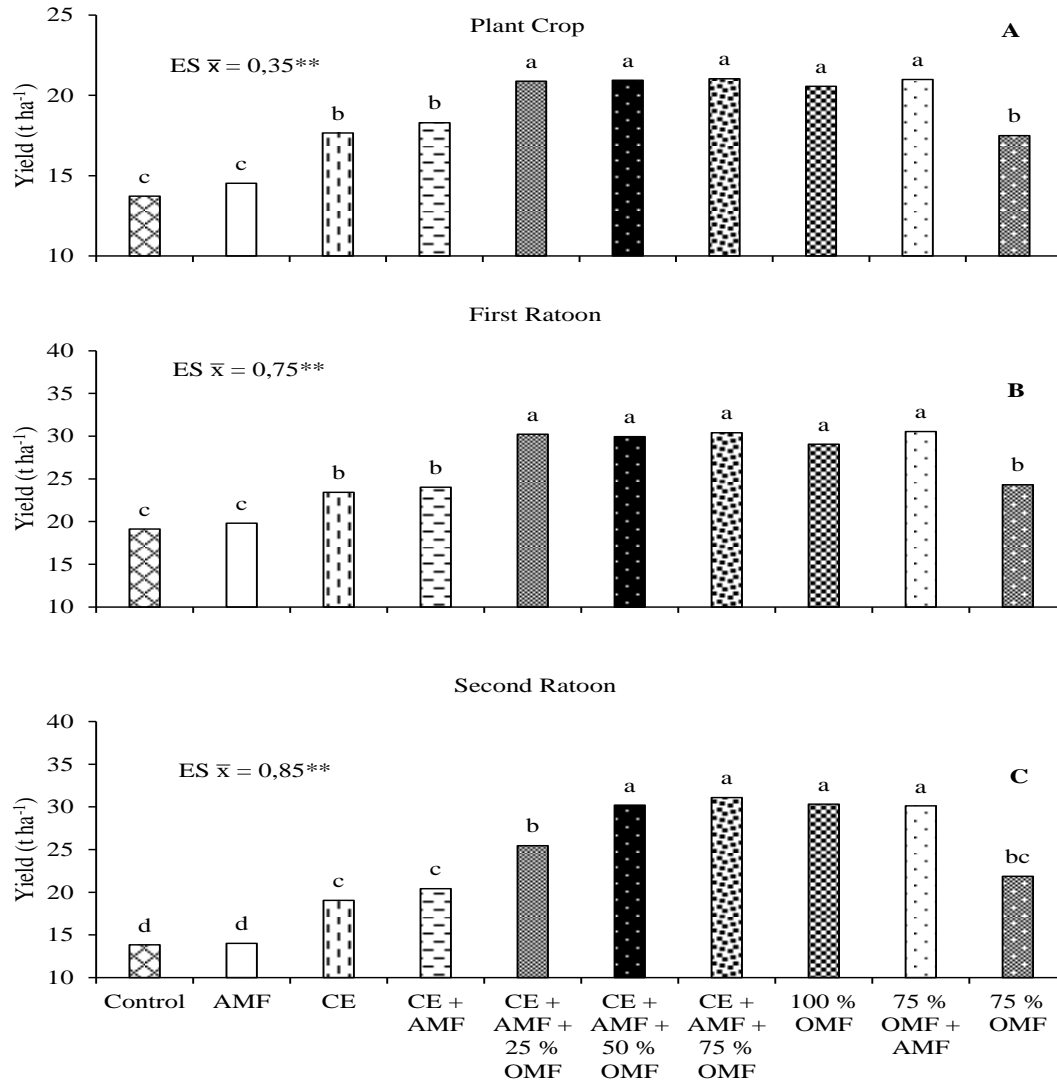 Plant Crop
A
ES x̅ = 0,35**
Yield (t ha⁻¹)
25
20
15
10
c
c
b
b
a
a
a
a
a
b
First Ratoon
B
ES x̅ = 0,75**
Yield (t ha⁻¹)
40
35
30
25
20
15
10
c
c
b
b
a
a
a
a
a
b
Second Ratoon
C
ES x̅ = 0,85**
Yield (t ha⁻¹)
40
35
30
25
20
15
10
d
d
c
c
b
a
a
a
a
bc
Control
AMF
CE
CE +
AMF
CE +
AMF +
25 %
OMF
CE +
AMF +
50 %
OMF
CE +
AMF +
75 %
OMF
100 %
OMF
75 %
OMF +
AMF
75 %
OMF